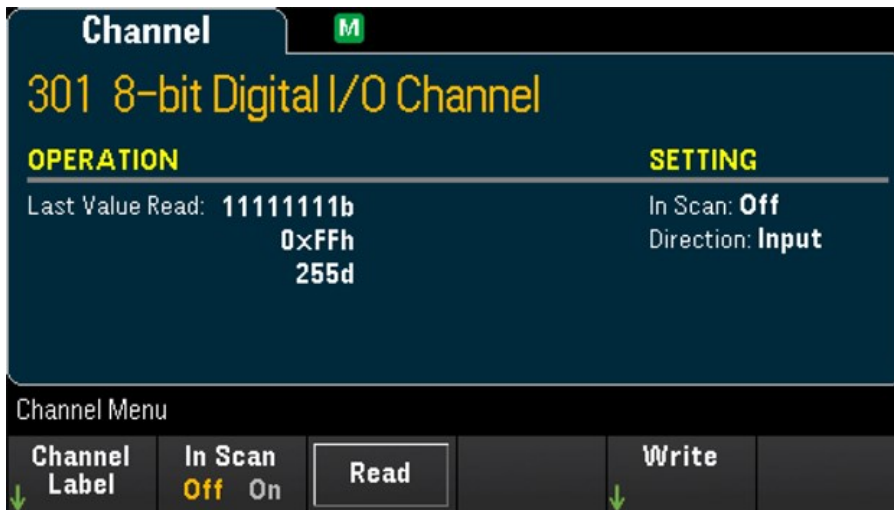 Channel M
301 8-bit Digital I/O Channel
OPERATION SETTING
Last Value Read: 11111111b In Scan: Off
0xFFh Direction: Input
255d
Channel Menu
Channel Label In Scan Off On Read Write